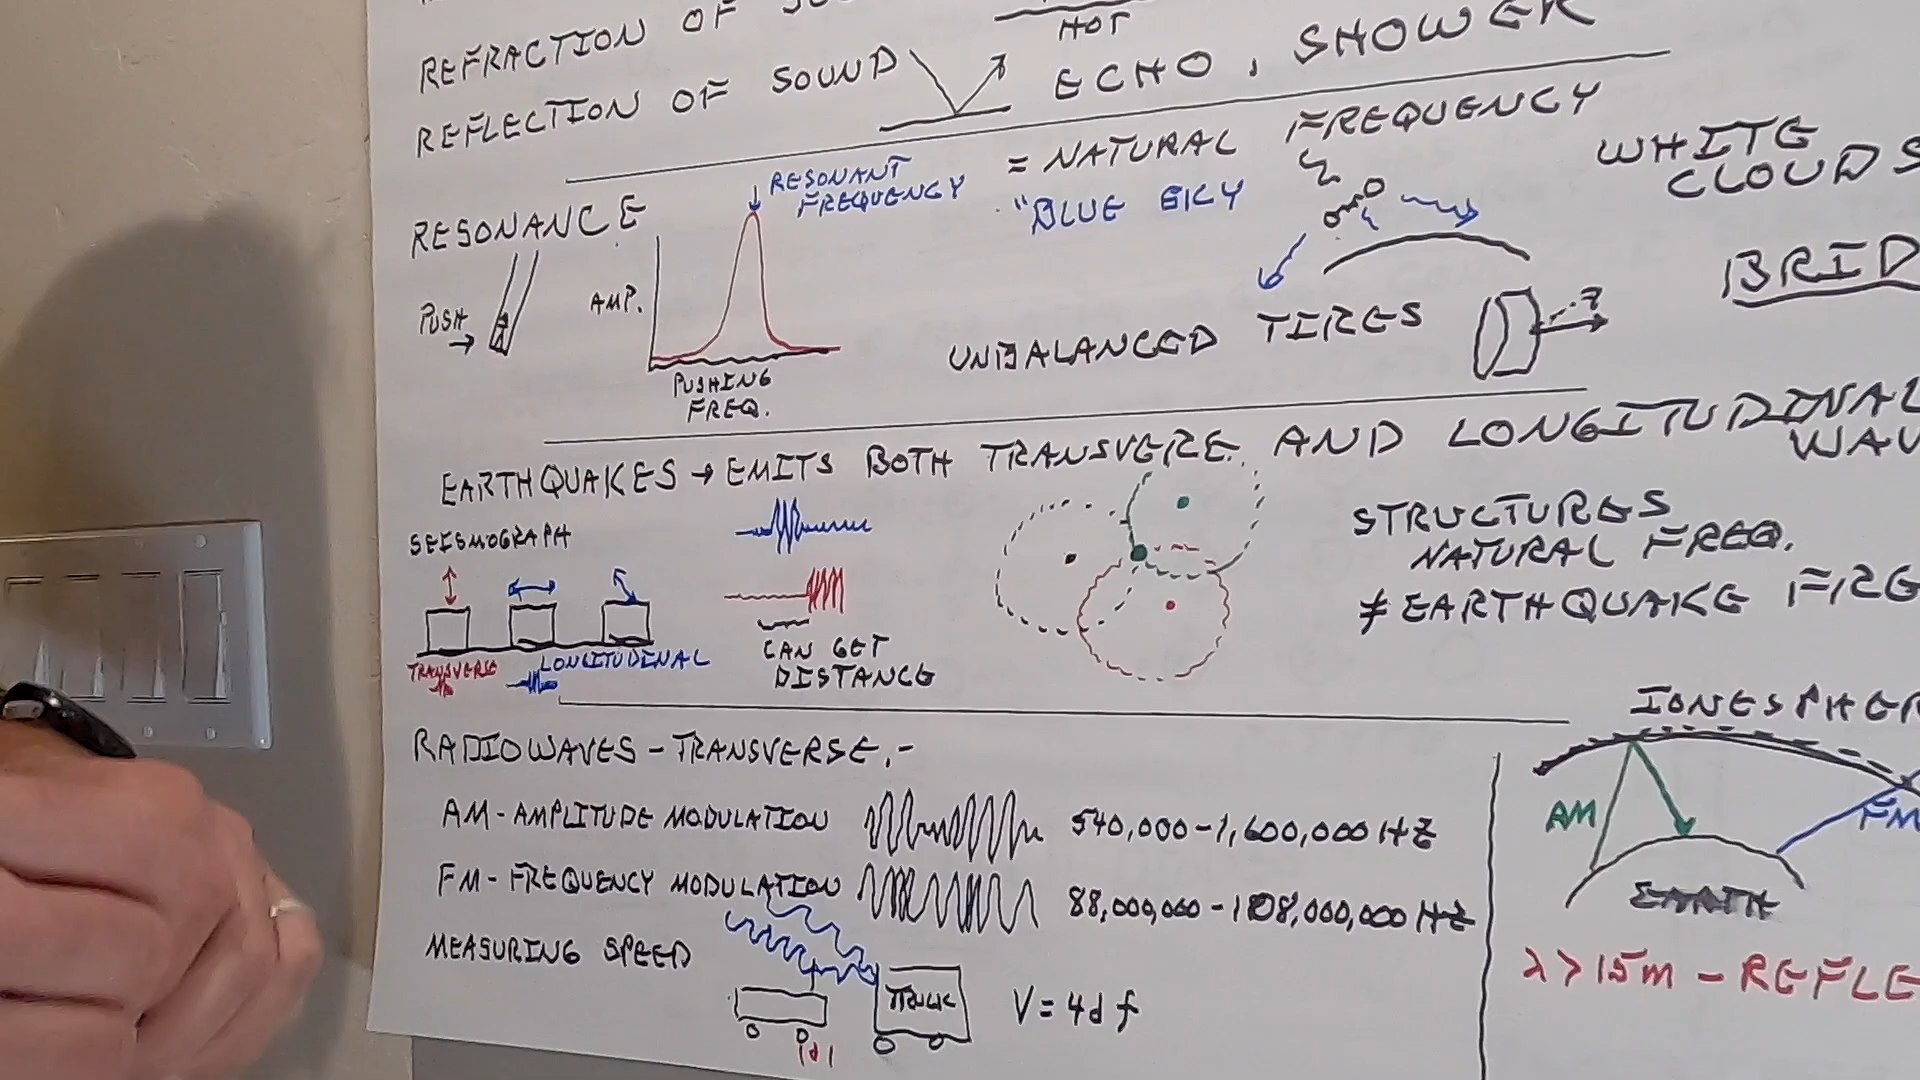 REFRACTION OF
HOT
REFLECTION OF SOUND
ECHO, SHOWER
RESONANCE
RESONANT
FREQUENCY
= NATURAL FREQUENCY
"BLUE SKY
WHITE
CLOUDS
PUSH
AMP.
PUSHING
FREQ.
UNBALANCED TIRES
BRID
EARTHQUAKES → EMITS BOTH TRANSVERE AND LONGITUDINAL
WAV
SEISMOGRAPH
TRANSVERSE
LONGITUDINAL
CAN GET
DISTANCE
STRUCTURES
NATURAL FREQ.
≠ EARTHQUAKE FREG
RADIOWAVES - TRANSVERSE. -
AM - AMPLITUDE MODULATION 540,000 - 1,600,000 HZ
FM - FREQUENCY MODULATION 88,000,000 - 108,000,000 HZ
MEASURING SPEED
TRUCK
V = 4d f
|d|
IONESPHER
AM
FM
EARTH
λ > 15m - REFLE